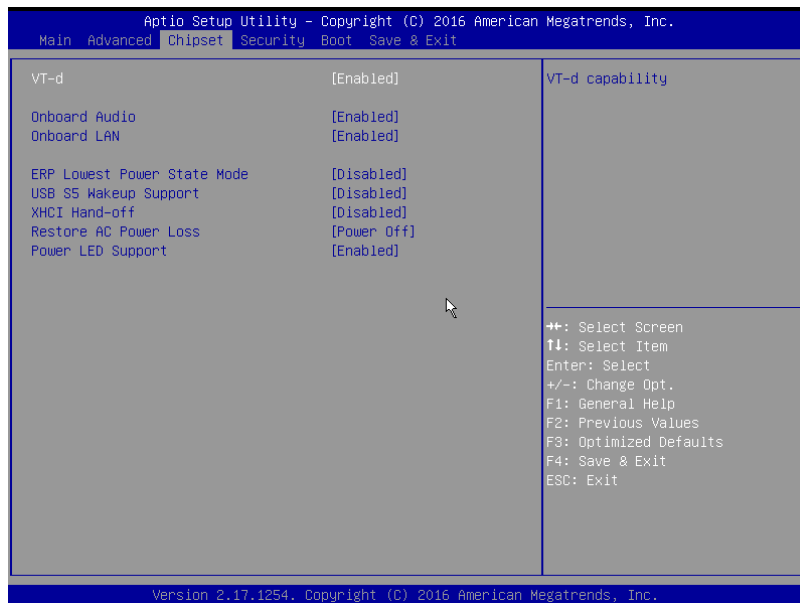 Aptio Setup Utility – Copyright (C) 2016 American Megatrends, Inc.
Main Advanced Chipset Security Boot Save & Exit
VT-d [Enabled]
Onboard Audio [Enabled]
Onboard LAN [Enabled]
ERP Lowest Power State Mode [Disabled]
USB S5 Wakeup Support [Disabled]
XHCI Hand-off [Disabled]
Restore AC Power Loss [Power Off]
Power LED Support [Enabled]
VT-d capability
→←: Select Screen
↑↓: Select Item
Enter: Select
+/-: Change Opt.
F1: General Help
F2: Previous Values
F3: Optimized Defaults
F4: Save & Exit
ESC: Exit
Version 2.17.1254. Copyright (C) 2016 American Megatrends, Inc.